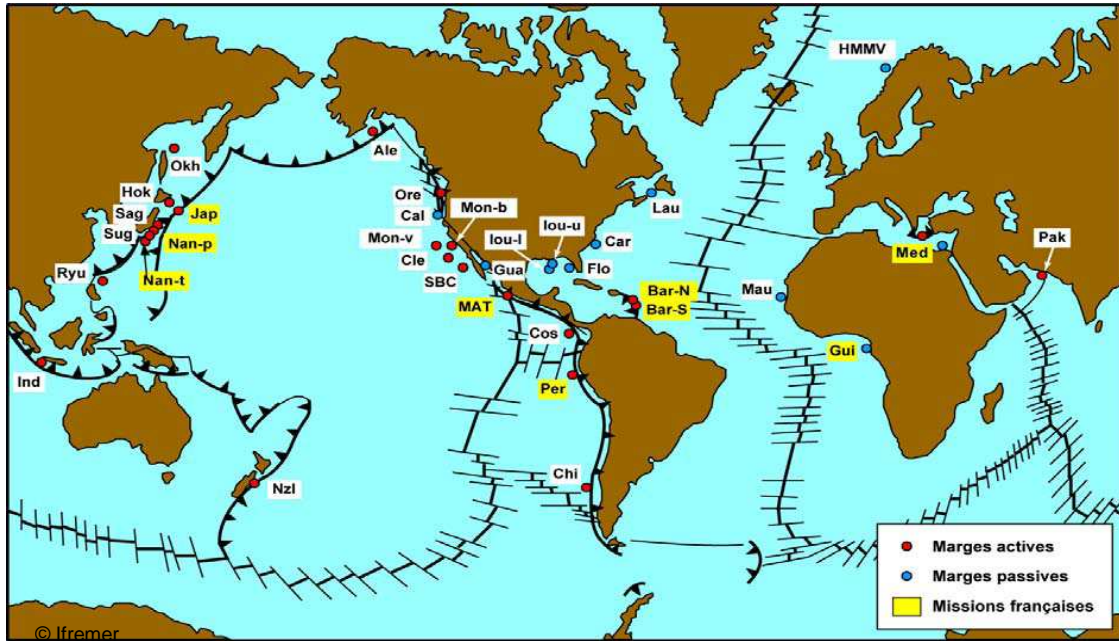 HMMV
Okh
Ale
Hok
Ore
Mon-b
Lau
Sag
Jap
Cal
Iou-u
Sug
Nan-p
Mon-v
Iou-l
Car
Med
Pak
Ryu
Nan-t
Cle
Gua
Flo
SBC
MAT
Bar-N
Mau
Bar-S
Cos
Gui
Ind
Per
Chi
Nzl
Marges actives
Marges passives
Missions françaises
© Ifremer